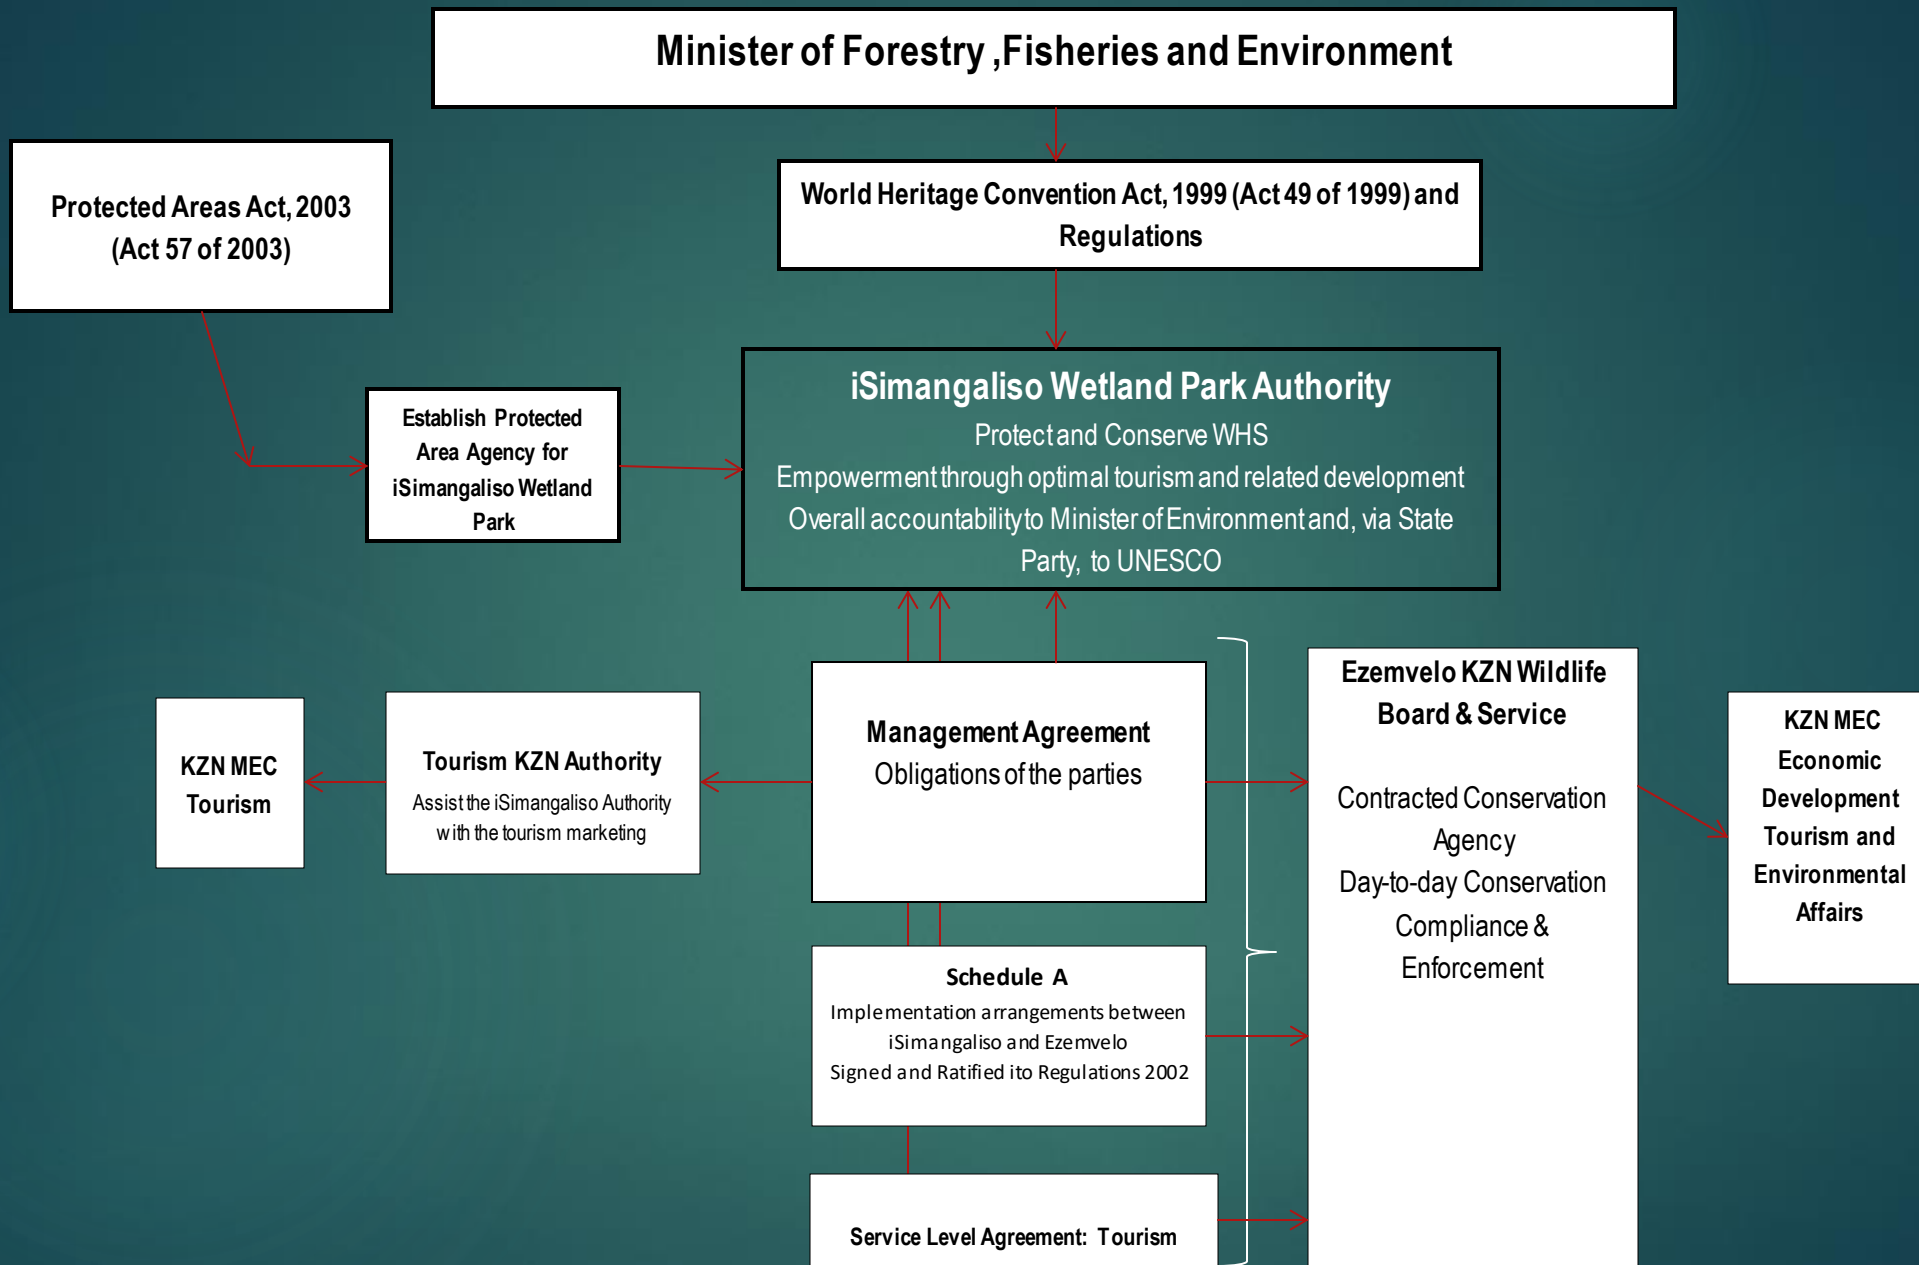 Minister of Forestry ,Fisheries and Environment
Protected Areas Act, 2003
(Act 57 of 2003)
World Heritage Convention Act, 1999 (Act 49 of 1999) and
Regulations
Establish Protected
Area Agency for
iSimangaliso Wetland
Park
iSimangaliso Wetland Park Authority
Protect and Conserve WHS
Empowerment through optimal tourism and related development
Overall accountability to Minister of Environment and, via State
Party, to UNESCO
KZN MEC
Tourism
Tourism KZN Authority
Assist the iSimangaliso Authority
with the tourism marketing
Management Agreement
Obligations of the parties
Schedule A
Implementation arrangements between
iSimangaliso and Ezemvelo
Signed and Ratified ito Regulations 2002
Service Level Agreement: Tourism
Ezemvelo KZN Wildlife
Board & Service
Contracted Conservation
Agency
Day-to-day Conservation
Compliance &
Enforcement
KZN MEC
Economic
Development
Tourism and
Environmental
Affairs